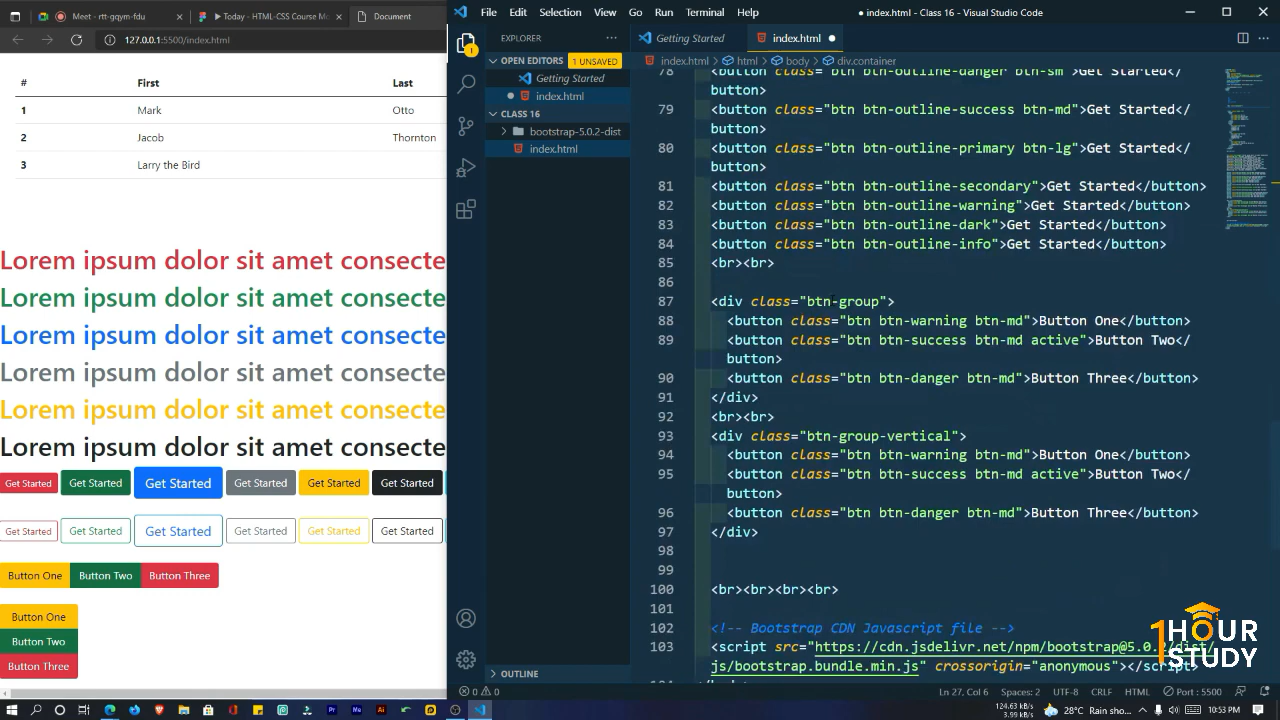 Meet - rtt-gqym-fdu
Today - HTML-CSS Course Mo
Document
127.0.0.1:5500/index.html
# First Last
1 Mark Otto
2 Jacob Thornton
3 Larry the Bird
Lorem ipsum dolor sit amet consecte
Lorem ipsum dolor sit amet consecte
Lorem ipsum dolor sit amet consecte
Lorem ipsum dolor sit amet consecte
Lorem ipsum dolor sit amet consecte
Lorem ipsum dolor sit amet consecte
Get Started Get Started Get Started Get Started Get Started Get Started
Get Started Get Started Get Started Get Started Get Started Get Started
Button One Button Two Button Three
Button One
Button Two
Button Three
File Edit Selection View Go Run Terminal Help
● index.html - Class 16 - Visual Studio Code
EXPLORER
OPEN EDITORS 1 UNSAVED
Getting Started
index.html
CLASS 16
bootstrap-5.0.2-dist
index.html
OUTLINE
1
Getting Started
index.html
index.html > html > body > div.container
78 <button class="btn btn-outline-danger btn-sm">Get Started</
button>
79 <button class="btn btn-outline-success btn-md">Get Started</
button>
80 <button class="btn btn-outline-primary btn-lg">Get Started</
button>
81 <button class="btn btn-outline-secondary">Get Started</button>
82 <button class="btn btn-outline-warning">Get Started</button>
83 <button class="btn btn-outline-dark">Get Started</button>
84 <button class="btn btn-outline-info">Get Started</button>
85 <br><br>
86
87 <div class="btn-group">
88 <button class="btn btn-warning btn-md">Button One</button>
89 <button class="btn btn-success btn-md active">Button Two</
button>
90 <button class="btn btn-danger btn-md">Button Three</button>
91 </div>
92 <br><br>
93 <div class="btn-group-vertical">
94 <button class="btn btn-warning btn-md">Button One</button>
95 <button class="btn btn-success btn-md active">Button Two</
button>
96 <button class="btn btn-danger btn-md">Button Three</button>
97 </div>
98
99
100 <br><br><br><br>
101
102 <!-- Bootstrap CDN Javascript file -->
103 <script src="https://cdn.jsdelivr.net/npm/bootstrap@5.0. /dist/
js/bootstrap.bundle.min.js" crossorigin="anonymous"></script>
1HOUR
STUDY
0 0 Ln 27, Col 6 Spaces: 2 UTF-8 CRLF HTML Port : 5500
124.63 kB/s
3.99 kB/s
28°C Rain sho... 10:53 PM